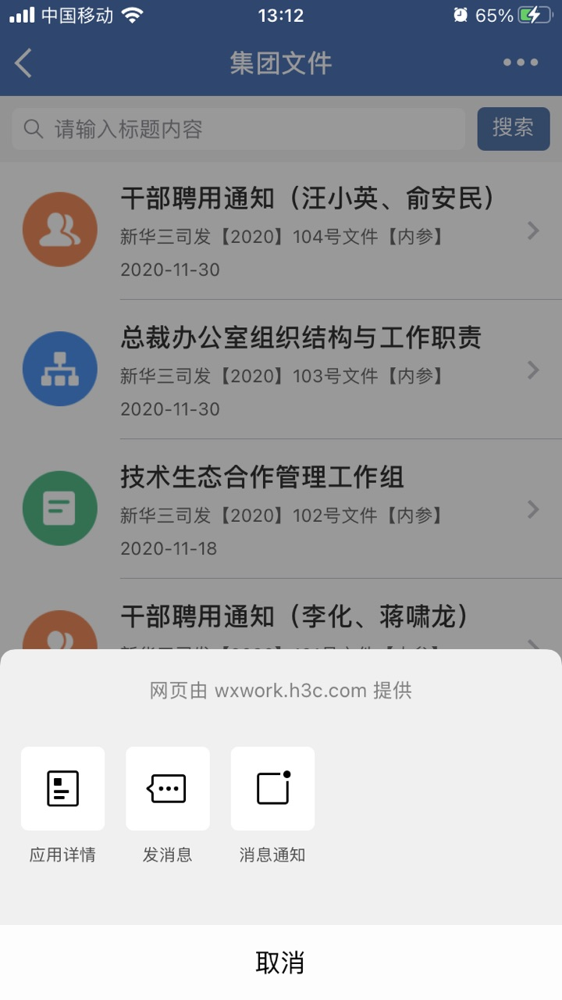 中国移动
13:12
65%
集团文件
请输入标题内容
搜索
干部聘用通知（汪小英、俞安民）
新华三司发【2020】104号文件【内参】
2020-11-30
总裁办公室组织结构与工作职责
新华三司发【2020】103号文件【内参】
2020-11-30
技术生态合作管理工作组
新华三司发【2020】102号文件【内参】
2020-11-18
干部聘用通知（李化、蒋啸龙）
网页由 wxwork.h3c.com 提供
应用详情
发消息
消息通知
取消